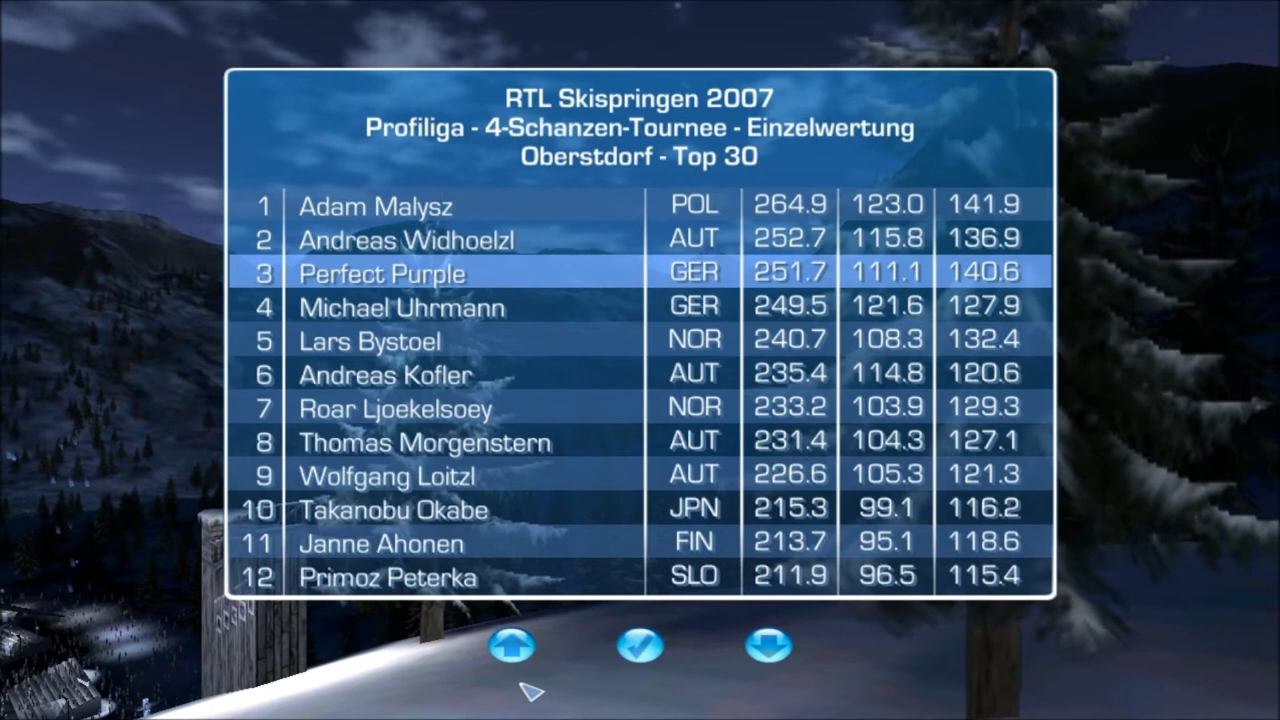 RTL Skispringen 2007
Profiliga - 4-Schanzen-Tournee - Einzelwertung
Oberstdorf - Top 30
1 Adam Malysz POL 264.9 123.0 141.9
2 Andreas Widhoelzl AUT 252.7 115.8 136.9
3 Perfect Purple GER 251.7 111.1 140.6
4 Michael Uhrmann GER 249.5 121.6 127.9
5 Lars Bystoel NOR 240.7 108.3 132.4
6 Andreas Kofler AUT 235.4 114.8 120.6
7 Roar Ljoekelsoey NOR 233.2 103.9 129.3
8 Thomas Morgenstern AUT 231.4 104.3 127.1
9 Wolfgang Loitzl AUT 226.6 105.3 121.3
10 Takanobu Okabe JPN 215.3 99.1 116.2
11 Janne Ahonen FIN 213.7 95.1 118.6
12 Primoz Peterka SLO 211.9 96.5 115.4